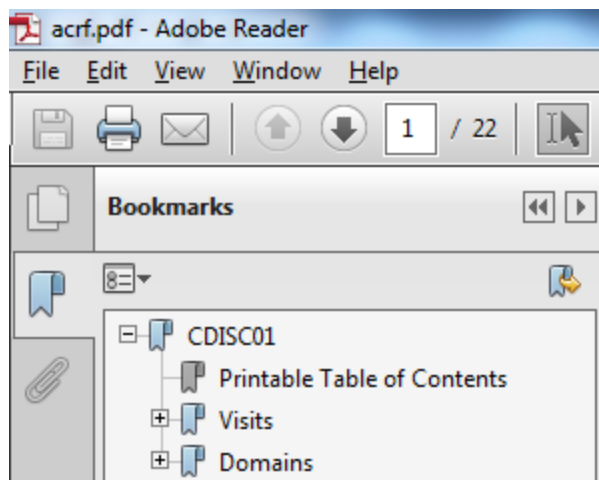 acrf.pdf - Adobe Reader
File Edit View Window Help
1 / 22
Bookmarks
CDISC01
Printable Table of Contents
Visits
Domains